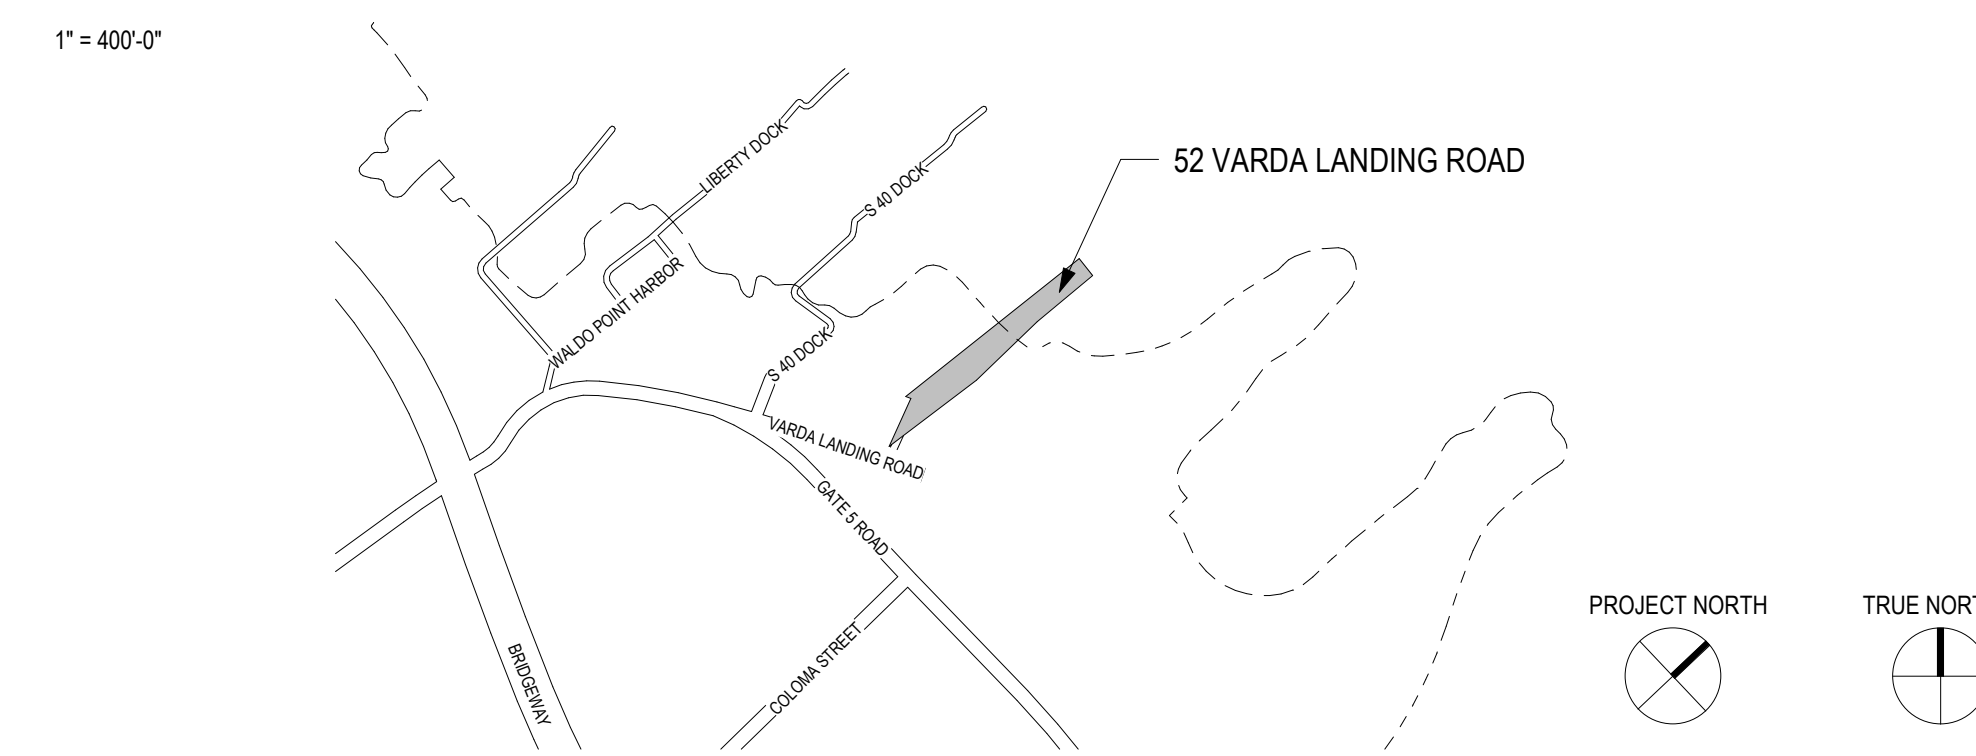 1" = 400'-0"
LIBERTY DOCK
52 VARDA LANDING ROAD
S 40 DOCK
WALDO POINT HARBOR
S 40 DOCK
VARDA LANDING ROAD
GATE 5 ROAD
PROJECT NORTH
TRUE NORT
COLOMA STREET
BRIDGEWAY